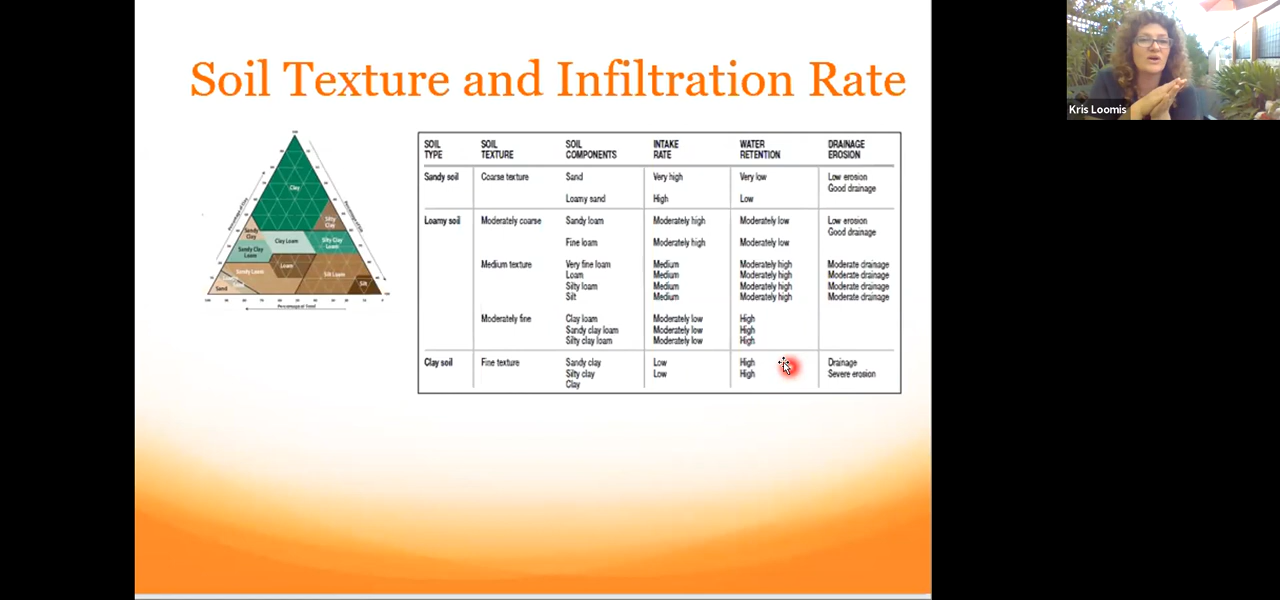 Soil Texture and Infiltration Rate
Kris Loomis
Clay
Silty
Clay
Sandy
Clay
Clay Loam
Silty Clay
Loam
Sandy Clay
Loam
Loam
Sandy Loam
Silt Loam
Sand
Silt
Percentage of Sand
SOIL TYPE SOIL TEXTURE SOIL COMPONENTS INTAKE RATE WATER RETENTION DRAINAGE EROSION
Sandy soil Coarse texture Sand Very high Very low Low erosion
Good drainage
Loamy sand High Low
Loamy soil Moderately coarse Sandy loam Moderately high Moderately low Low erosion
Good drainage
Fine loam Moderately high Moderately low
Medium texture Very fine loam Medium Moderately high Moderate drainage
Loam Medium Moderately high Moderate drainage
Silty loam Medium Moderately high Moderate drainage
Silt Medium Moderately high Moderate drainage
Moderately fine Clay loam Moderately low High
Sandy clay loam Moderately low High
Silty clay loam Moderately low High
Clay soil Fine texture Sandy clay Low High Drainage
Silty clay Low High Severe erosion
Clay